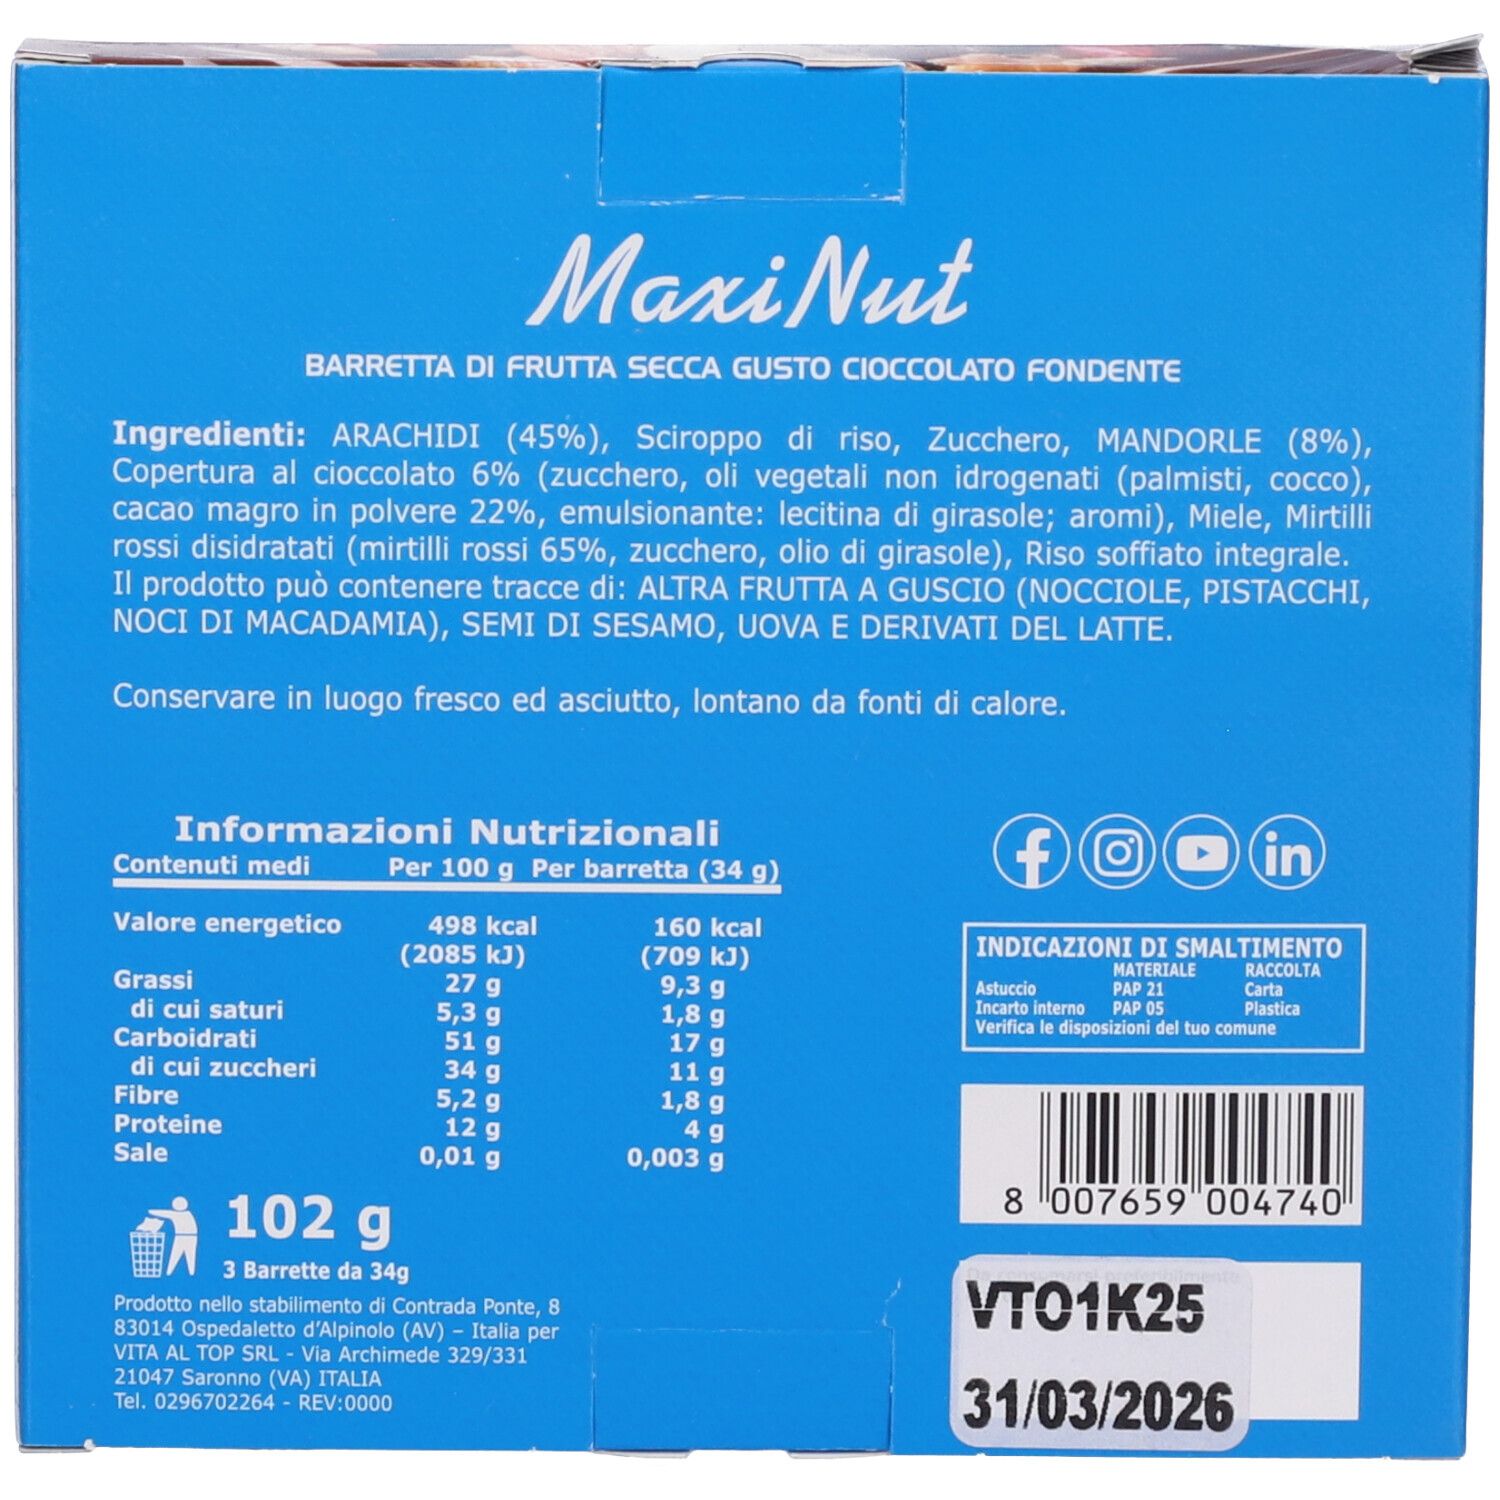 Maxi Nut
BARRETTA DI FRUTTA SECCA GUSTO CIOCCOLATO FONDENTE
Ingredienti: ARACHIDI (45%), Sciroppo di riso, Zucchero, MANDORLE (8%),
Copertura al cioccolato 6% (zucchero, oli vegetali non idrogenati (palmisti, cocco),
cacao magro in polvere 22%, emulsionante: lecitina di girasole; aromi), Miele, Mirtilli
rossi disidratati (mirtilli rossi 65%, zucchero, olio di girasole), Riso soffiato integrale.
Il prodotto può contenere tracce di: ALTRA FRUTTA A GUSCIO (NOCCIOLE, PISTACCHI,
NOCI DI MACADAMIA), SEMI DI SESAMO, UOVA E DERIVATI DEL LATTE.
Conservare in luogo fresco ed asciutto, lontano da fonti di calore.
Informazioni Nutrizionali
Contenuti medi Per 100 g Per barretta (34 g)
Valore energetico 498 kcal 160 kcal
(2085 kJ) (709 kJ)
Grassi 27 g 9,3 g
di cui saturi 5,3 g 1,8 g
Carboidrati 51 g 17 g
di cui zuccheri 34 g 11 g
Fibre 5,2 g 1,8 g
Proteine 12 g 4 g
Sale 0,01 g 0,003 g
102 g
3 Barrette da 34g
Prodotto nello stabilimento di Contrada Ponte, 8
83014 Ospedaletto d'Alpinolo (AV) – Italia per
VITA AL TOP SRL - Via Archimede 329/331
21047 Saronno (VA) ITALIA
Tel. 0296702264 - REV:0000
in
INDICAZIONI DI SMALTIMENTO
MATERIALE RACCOLTA
Astuccio PAP 21 Carta
Incarto interno PAP 05 Plastica
Verifica le disposizioni del tuo comune
8 007659 004740
Da consumarsi preferibilmente
VTO1K25
31/03/2026